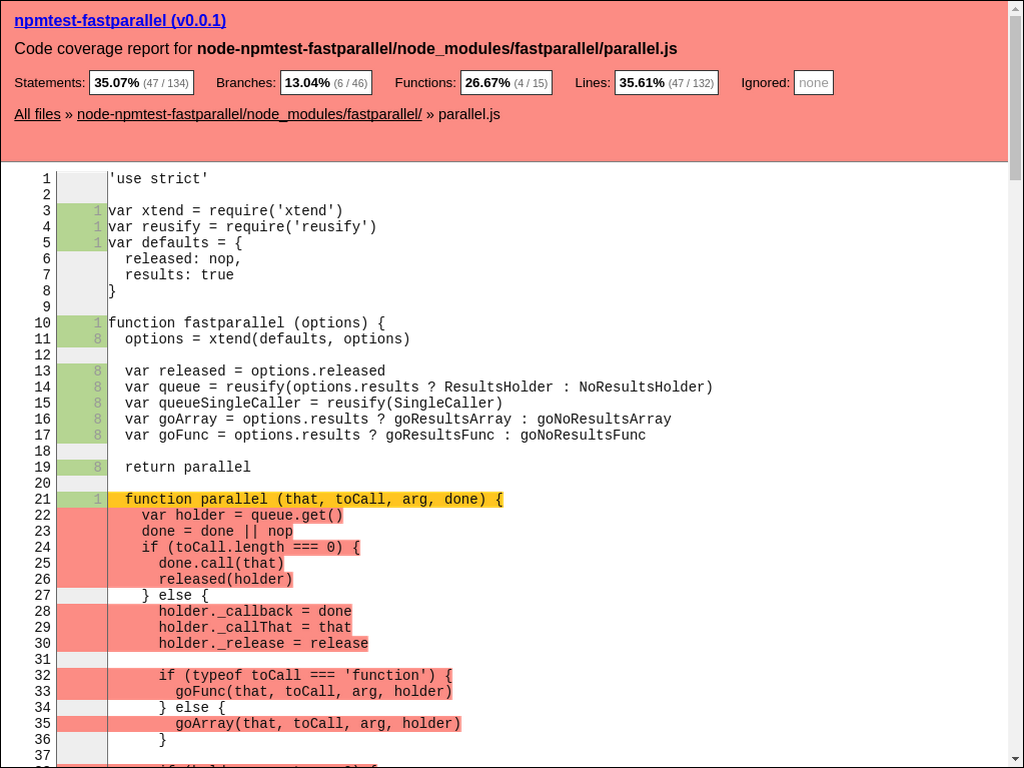 npmtest-fastparallel (v0.0.1)
Code coverage report for node-npmtest-fastparallel/node_modules/fastparallel/parallel.js
Statements: 35.07% (47 / 134) Branches: 13.04% (6 / 46) Functions: 26.67% (4 / 15) Lines: 35.61% (47 / 132) Ignored: none
All files » node-npmtest-fastparallel/node_modules/fastparallel/ » parallel.js
1 'use strict'
2
3 1 var xtend = require('xtend')
4 1 var reusify = require('reusify')
5 1 var defaults = {
6   released: nop,
7   results: true
8 }
9
10 1 function fastparallel (options) {
11 8   options = xtend(defaults, options)
12
13 8   var released = options.released
14 8   var queue = reusify(options.results ? ResultsHolder : NoResultsHolder)
15 8   var queueSingleCaller = reusify(SingleCaller)
16 8   var goArray = options.results ? goResultsArray : goNoResultsArray
17 8   var goFunc = options.results ? goResultsFunc : goNoResultsFunc
18
19 8   return parallel
20
21 1   function parallel (that, toCall, arg, done) {
22     var holder = queue.get()
23     done = done || nop
24     if (toCall.length === 0) {
25       done.call(that)
26       released(holder)
27     } else {
28       holder._callback = done
29       holder._callThat = that
30       holder._release = release
31
32       if (typeof toCall === 'function') {
33         goFunc(that, toCall, arg, holder)
34       } else {
35         goArray(that, toCall, arg, holder)
36       }
37